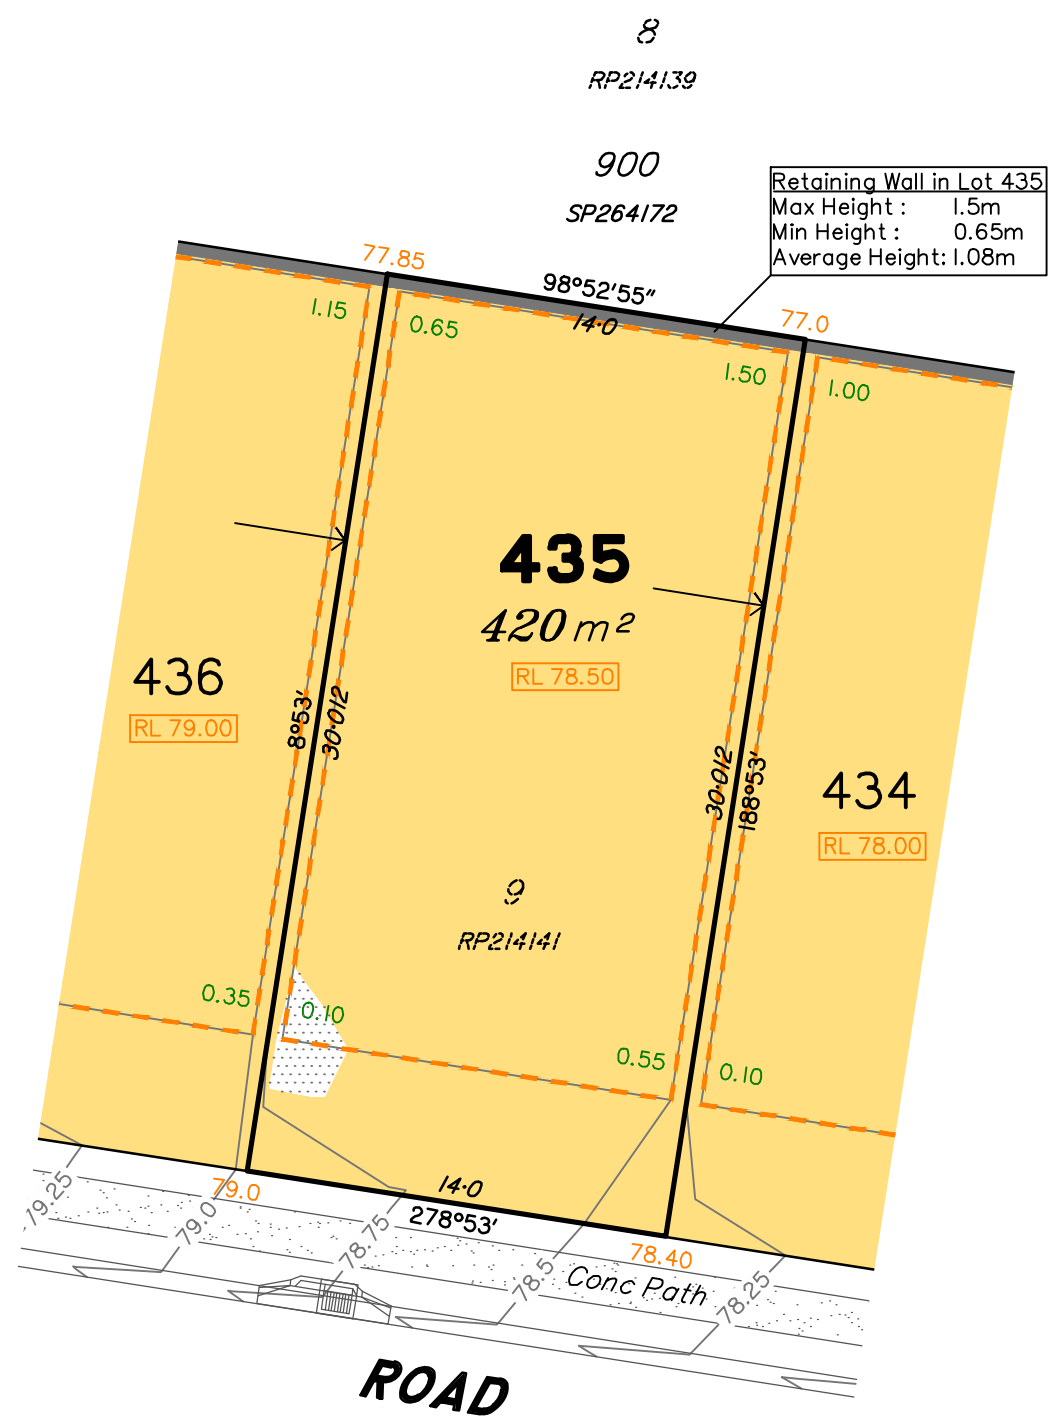 8
RP214139
900
SP264172
Retaining Wall in Lot 435
Max Height : 1.5m
Min Height : 0.65m
Average Height: 1.08m
77.85
98°52'55"
14·0
77.0
1.15
0.65
1.50
1.00
435
420 m²
RL 78.50
436
RL 79.00
8°53'
30·012
30·012
188°53'
434
RL 78.00
9
RP214141
0.35
0.10
0.55
0.10
79.0
14·0
278°53'
78.40
79.25
79.0
78.75
78.5
78.25
Conc Path
ROAD